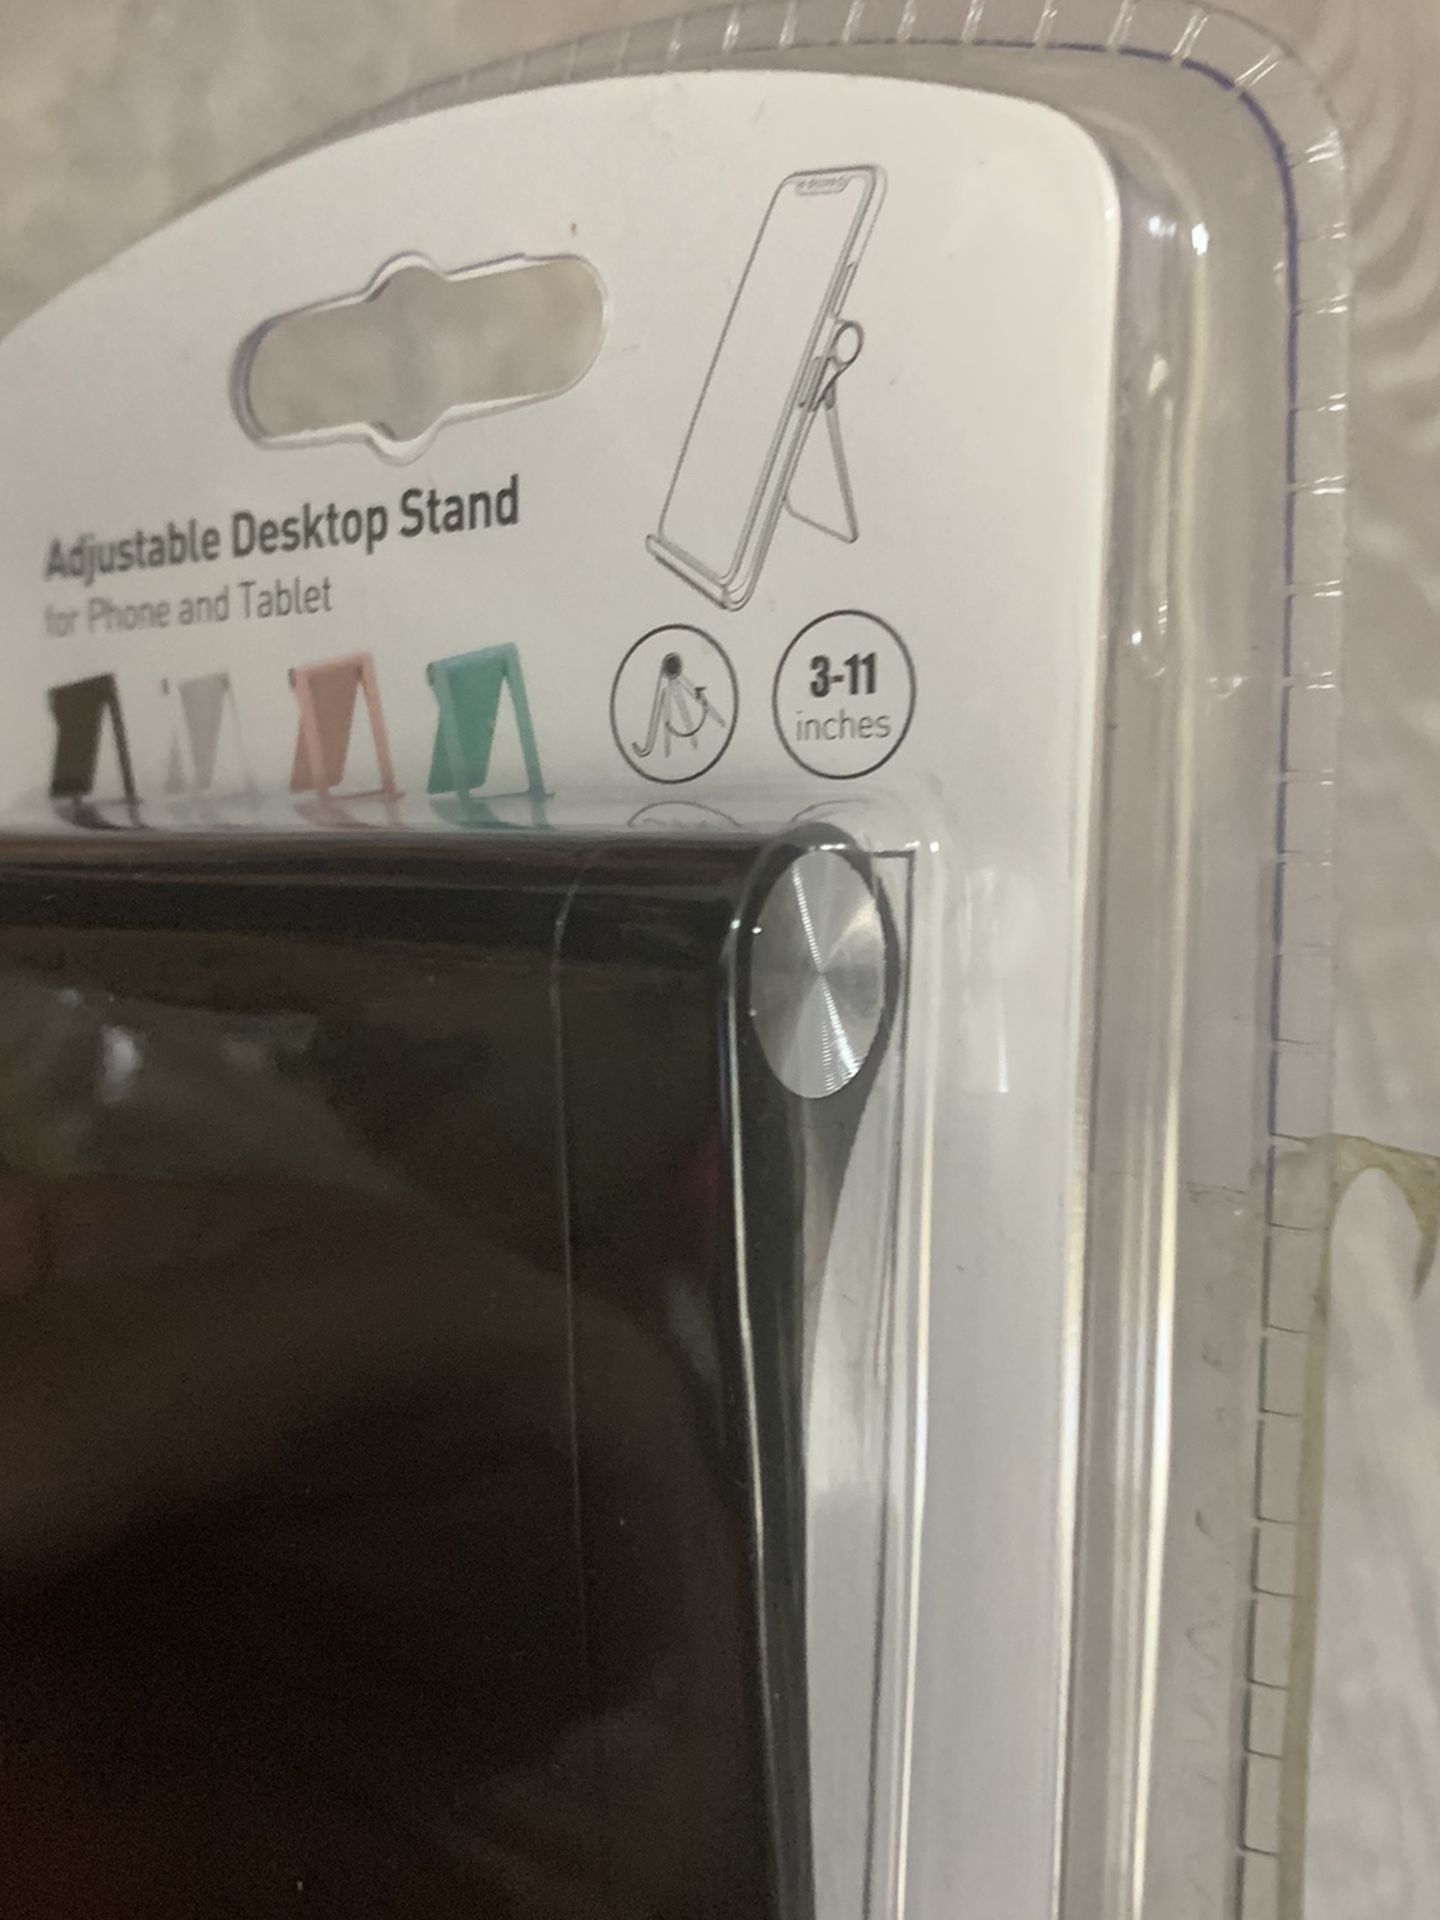 Adjustable Desktop Stand
for Phone and Tablet
3-11
inches